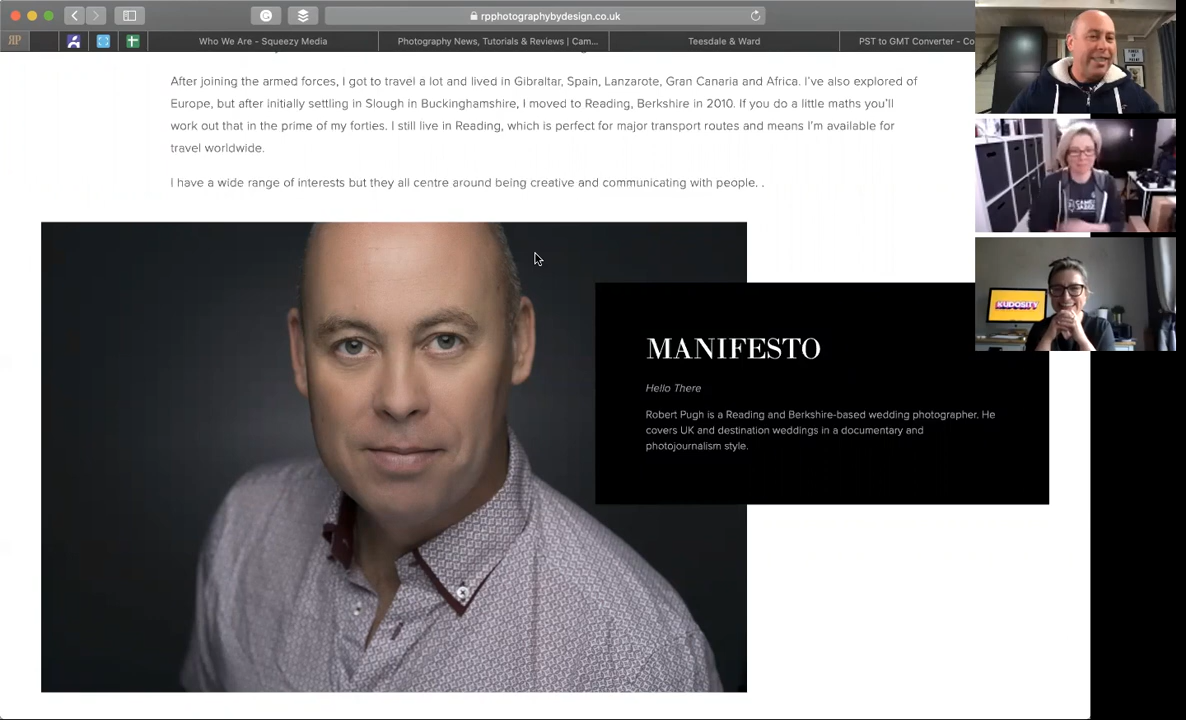 rpphotographybydesign.co.uk
RP
Who We Are - Squeezy Media
Photography News, Tutorials & Reviews | Cam...
Teesdale & Ward
PST to GMT Converter - Co
After joining the armed forces, I got to travel a lot and lived in Gibraltar, Spain, Lanzarote, Gran Canaria and Africa. I've also explored of
Europe, but after initially settling in Slough in Buckinghamshire, I moved to Reading, Berkshire in 2010. If you do a little maths you'll
work out that in the prime of my forties. I still live in Reading, which is perfect for major transport routes and means I'm available for
travel worldwide.
I have a wide range of interests but they all centre around being creative and communicating with people. .
KUDOSITY
MANIFESTO
Hello There
Robert Pugh is a Reading and Berkshire-based wedding photographer. He
covers UK and destination weddings in a documentary and
photojournalism style.